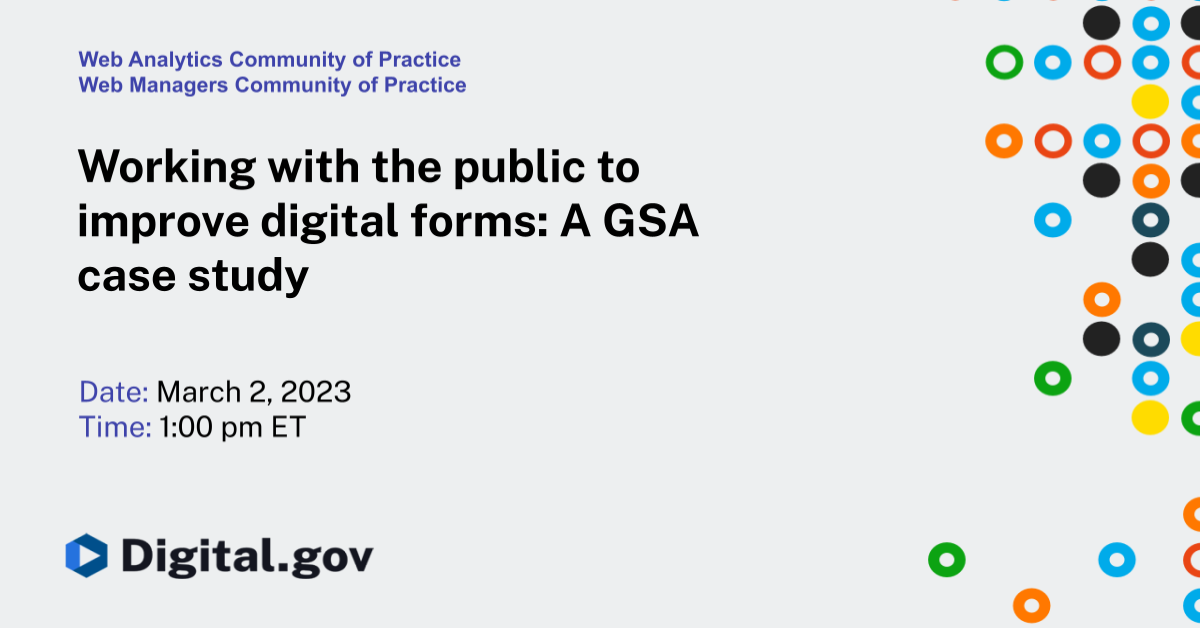 Web Analytics Community of Practice
Web Managers Community of Practice
Working with the public to
improve digital forms: A GSA
case study
Date: March 2, 2023
Time: 1:00 pm ET
Digital.gov